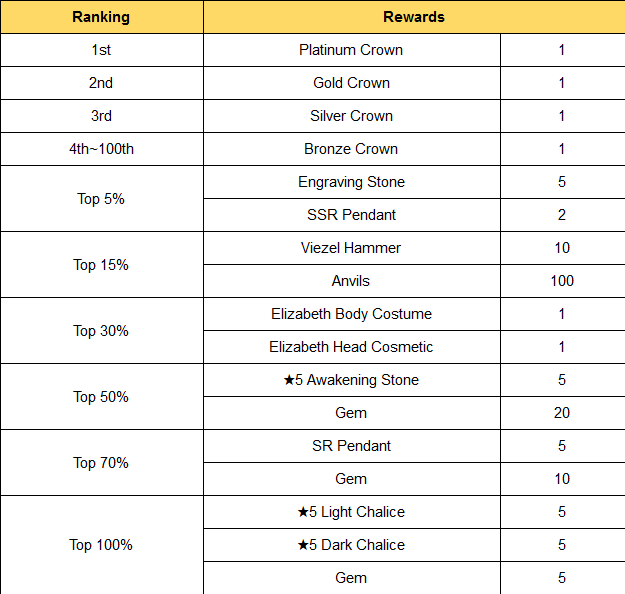 Ranking Rewards
1st Platinum Crown 1
2nd Gold Crown 1
3rd Silver Crown 1
4th~100th Bronze Crown 1
Top 5% Engraving Stone 5
SSR Pendant 2
Top 15% Viezel Hammer 10
Anvils 100
Top 30% Elizabeth Body Costume 1
Elizabeth Head Cosmetic 1
Top 50% ★5 Awakening Stone 5
Gem 20
Top 70% SR Pendant 5
Gem 10
Top 100% ★5 Light Chalice 5
★5 Dark Chalice 5
Gem 5